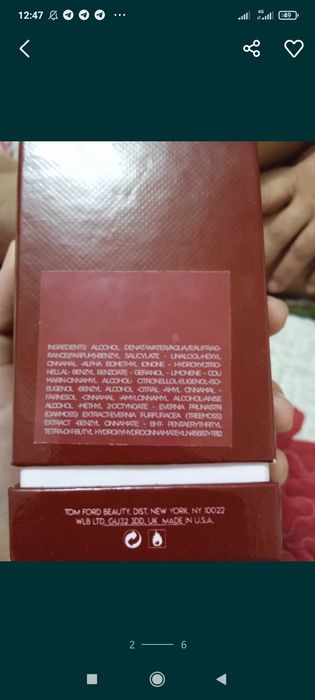 12:47
4G
49
INGREDIENTS: ALCOHOL DENAT•WATER/AQUA/EAU•FRAG-
RANCE(PARFUM)•BENZYL SALICYLATE - LINALOOL•HEXYL
CINNAMAL •ALPHA ISOMETHYL IONONE - HYDROXYCITRO-
NELLAL• BENZYL BENZOATE - GERANIOL - LIMONENE - COU
MARIN•CINNAMYL ALCOHOL• CITRONELLOL•EUGENOL•ISO-
EUGENOL •BENZYL ALCOHOL •CITRAL •AMYL CINNAMAL -
FARNESOL •CINNAMAL •AMYLCINNAMYL ALCOHOL•ANISE
ALCOHOL •METHYL 2-OCTYNOATE - EVERNIA PRUNASTRI
(OAKMOSS) EXTRACT•EVERNIA FURFURACEA (TREEMOSS)
EXTRACT •BENZYL CINNAMATE - BHT• PENTAERYTHRITYL
TETRA-DI-T-BUTYL HYDROXYHYDROCINNAMATE
TOM FORD BEAUTY, DIST. NEW YORK, NY 10022
WLB LTD, GU32 3DD, UK MADE IN U.S.A.
2
6